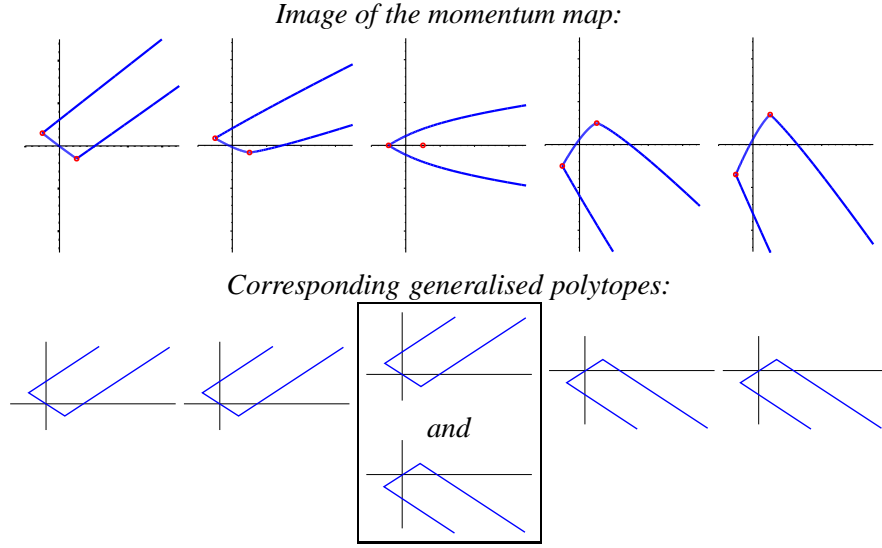 Image of the momentum map:
Corresponding generalised polytopes:
and